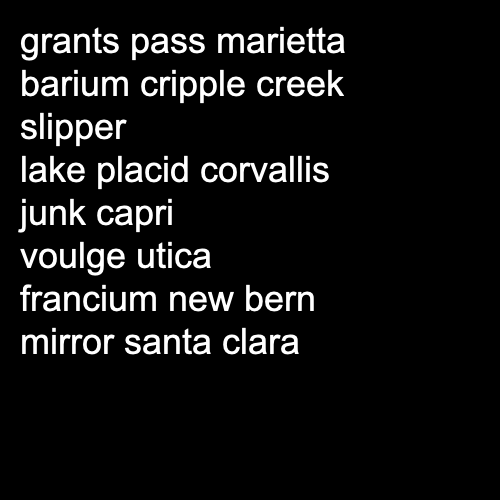 grants pass marietta
barium cripple creek
slipper
lake placid corvallis
junk capri
voulge utica
francium new bern
mirror santa clara